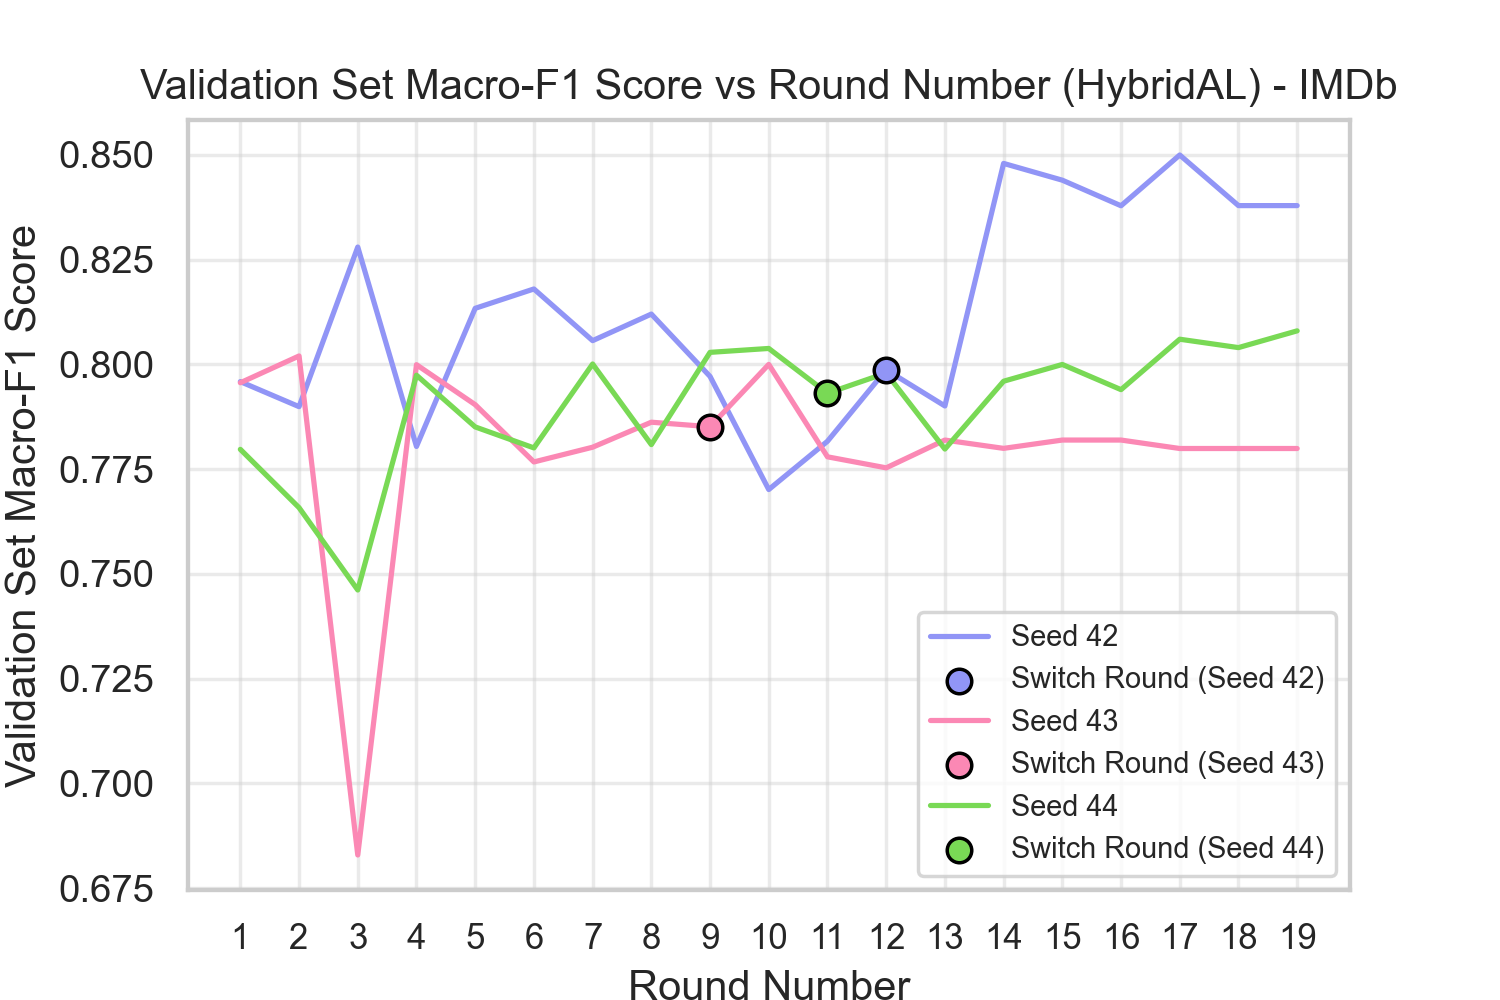 Validation Set Macro-F1 Score vs Round Number (HybridAL) - IMDb
Validation Set Macro-F1 Score
0.850
0.825
0.800
0.775
0.750
0.725
0.700
0.675
Seed 42
Switch Round (Seed 42)
Seed 43
Switch Round (Seed 43)
Seed 44
Switch Round (Seed 44)
1 2 3 4 5 6 7 8 9 10 11 12 13 14 15 16 17 18 19
Round Number